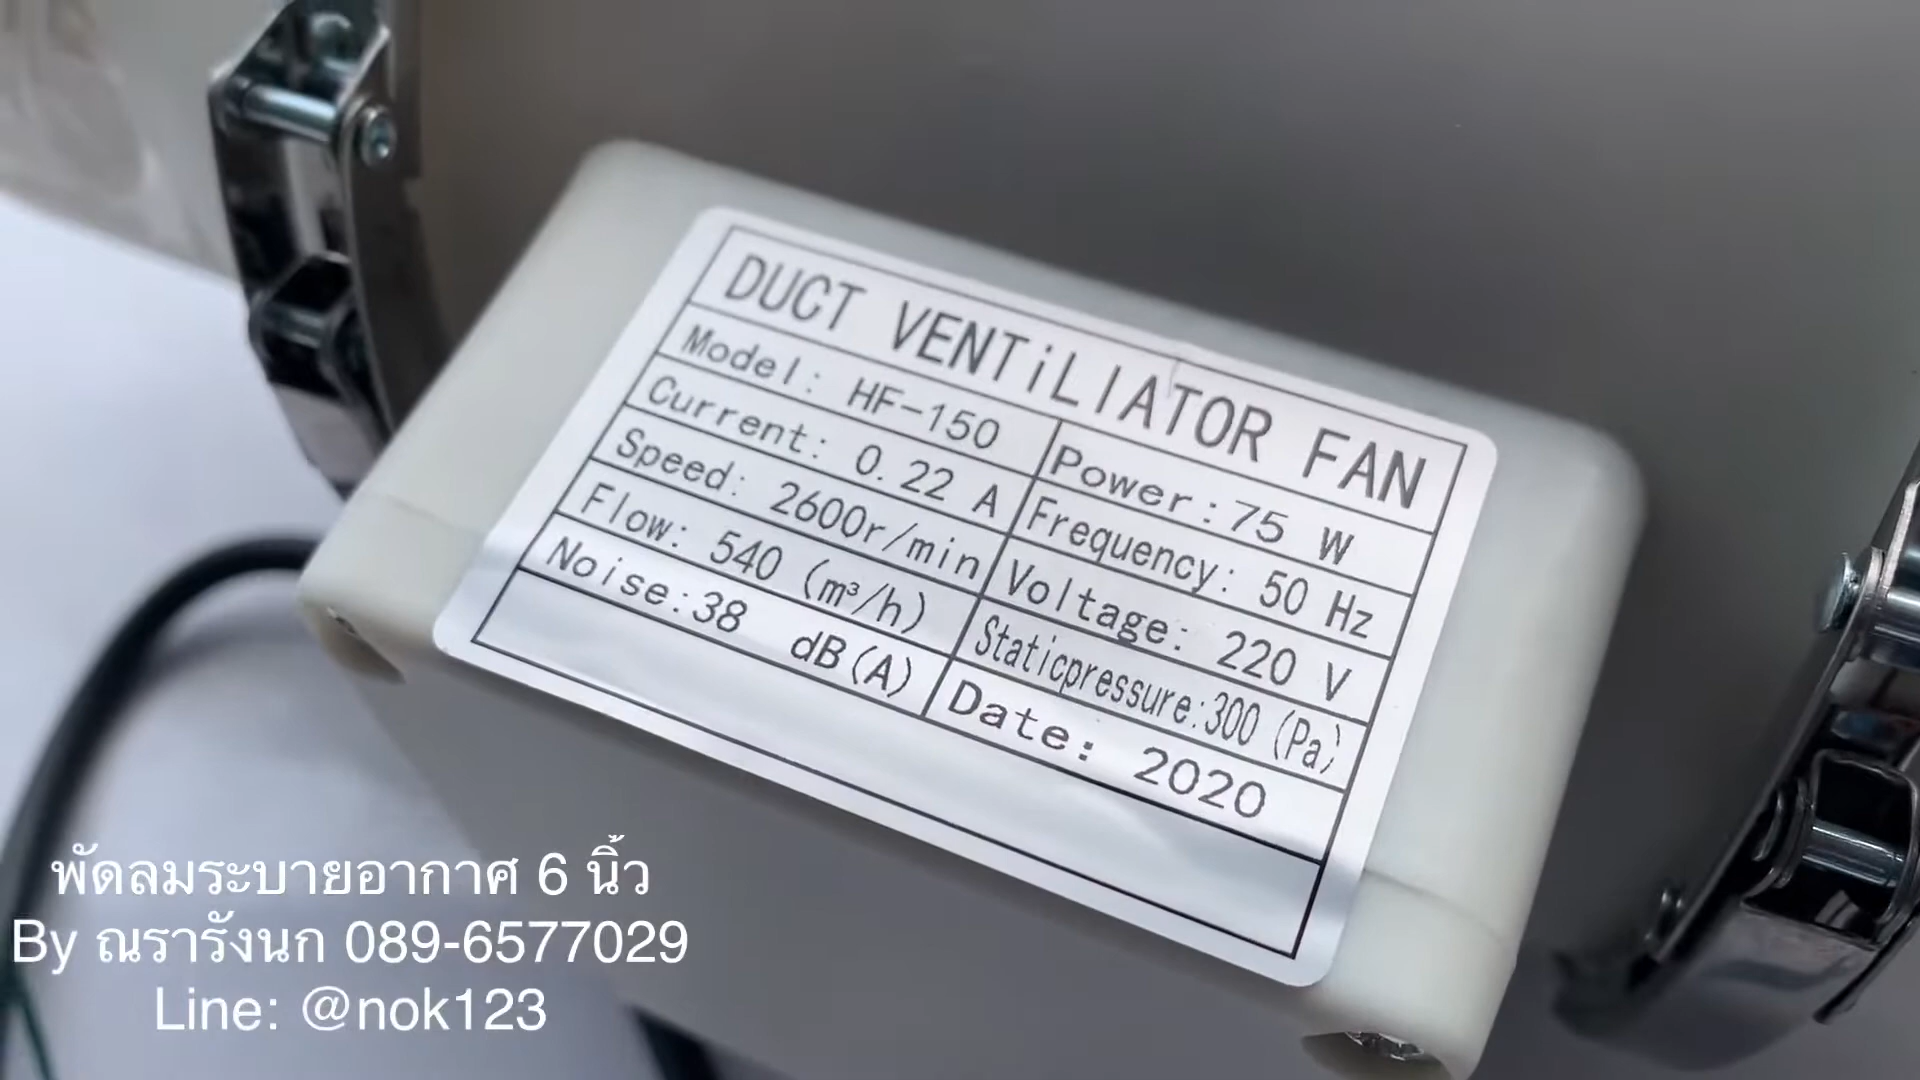 DUCT VENTiLIATOR FAN
Model: HF-150
Power:75 W
Current: 0.22 A
Frequency: 50 Hz
Speed: 2600r/min
Voltage: 220 V
Flow: 540 (m³/h)
Staticpressure:300 (Pa)
Noise:38 dB(A)
Date: 2020
พัดลมระบายอากาศ 6 นิ้ว
By ณรารังนก 089-6577029
Line: @nok123